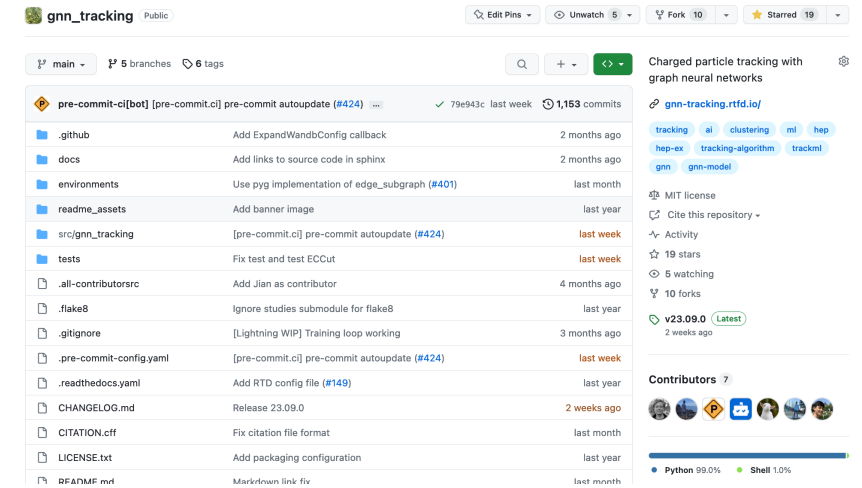 gnn_tracking Public
Edit Pins Unwatch 5 Fork 10 Starred 19
main 5 branches 6 tags
pre-commit-ci[bot] [pre-commit.ci] pre-commit autoupdate (#424) ... 79e943c last week 1,153 commits
.github Add ExpandWandbConfig callback 2 months ago
docs Add links to source code in sphinx 2 months ago
environments Use pyg implementation of edge_subgraph (#401) last month
readme_assets Add banner image last year
src/gnn_tracking [pre-commit.ci] pre-commit autoupdate (#424) last week
tests Fix test and test ECCut last week
.all-contributorsrc Add Jian as contributor 4 months ago
.flake8 Ignore studies submodule for flake8 last year
.gitignore [Lightning WIP] Training loop working 3 months ago
.pre-commit-config.yaml [pre-commit.ci] pre-commit autoupdate (#424) last week
.readthedocs.yaml Add RTD config file (#149) last year
CHANGELOG.md Release 23.09.0 2 weeks ago
CITATION.cff Fix citation file format last month
LICENSE.txt Add packaging configuration last year
README.md Markdown link fix last month
Charged particle tracking with
graph neural networks
gnn-tracking.rtfd.io/
tracking ai clustering ml hep
hep-ex tracking-algorithm trackml
gnn gnn-model
MIT license
Cite this repository
Activity
19 stars
5 watching
10 forks
v23.09.0 Latest
2 weeks ago
Contributors 7
Python 99.0% Shell 1.0%